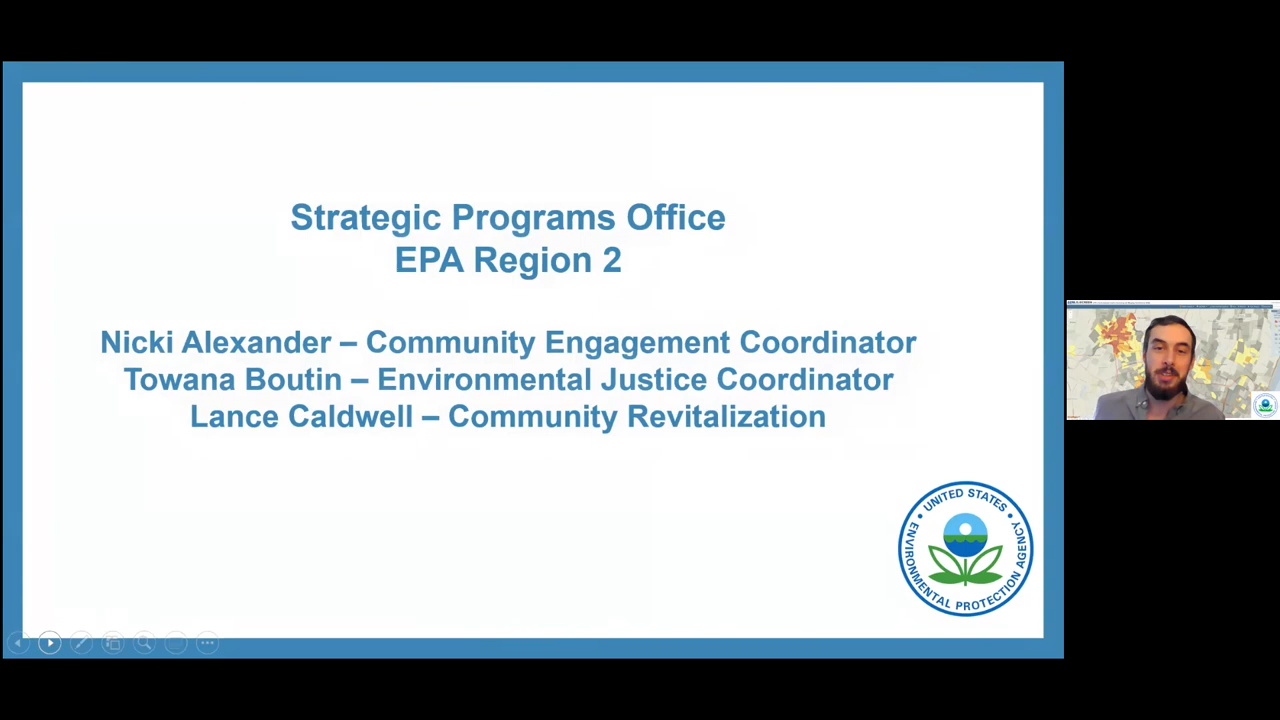 Strategic Programs Office
EPA Region 2
Nicki Alexander – Community Engagement Coordinator
Towana Boutin – Environmental Justice Coordinator
Lance Caldwell – Community Revitalization
UNITED STATES
ENVIRONMENTAL PROTECTION AGENCY